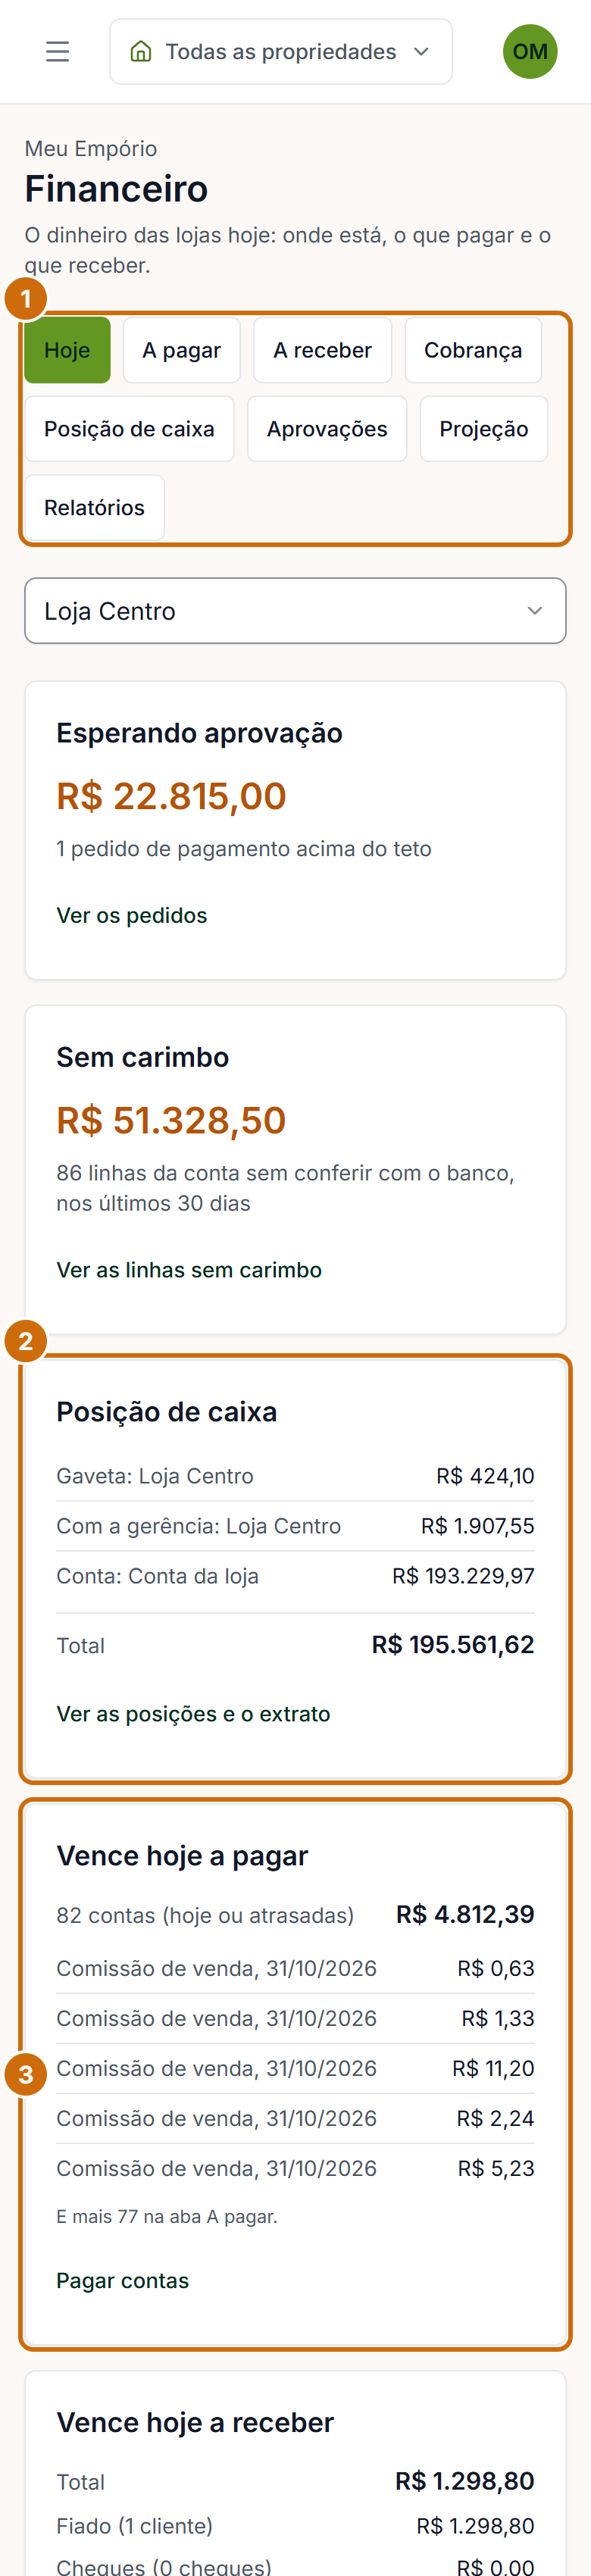 Todas as propriedades
OM
Meu Empório
Financeiro
O dinheiro das lojas hoje: onde está, o que pagar e o
que receber.
1
Hoje
A pagar
A receber
Cobrança
Posição de caixa
Aprovações
Projeção
Relatórios
Loja Centro
Esperando aprovação
R$ 22.815,00
1 pedido de pagamento acima do teto
Ver os pedidos
Sem carimbo
R$ 51.328,50
86 linhas da conta sem conferir com o banco,
nos últimos 30 dias
Ver as linhas sem carimbo
2
Posição de caixa
Gaveta: Loja Centro R$ 424,10
Com a gerência: Loja Centro R$ 1.907,55
Conta: Conta da loja R$ 193.229,97
Total R$ 195.561,62
Ver as posições e o extrato
Vence hoje a pagar
82 contas (hoje ou atrasadas) R$ 4.812,39
Comissão de venda, 31/10/2026 R$ 0,63
Comissão de venda, 31/10/2026 R$ 1,33
3
Comissão de venda, 31/10/2026 R$ 11,20
Comissão de venda, 31/10/2026 R$ 2,24
Comissão de venda, 31/10/2026 R$ 5,23
E mais 77 na aba A pagar.
Pagar contas
Vence hoje a receber
Total R$ 1.298,80
Fiado (1 cliente) R$ 1.298,80
Cheques (0 cheques) R$ 0,00